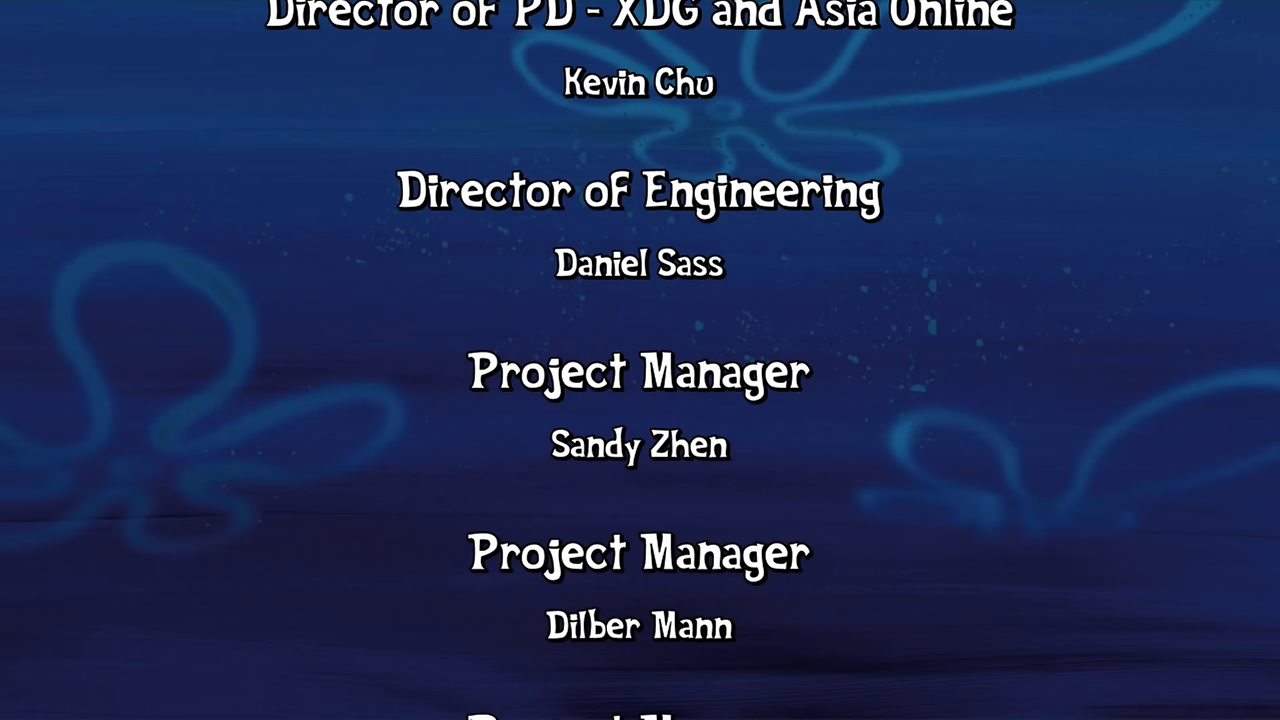 Director of PD - XDG and Asia Online
Kevin Chu
Director of Engineering
Daniel Sass
Project Manager
Sandy Zhen
Project Manager
Dilber Mann